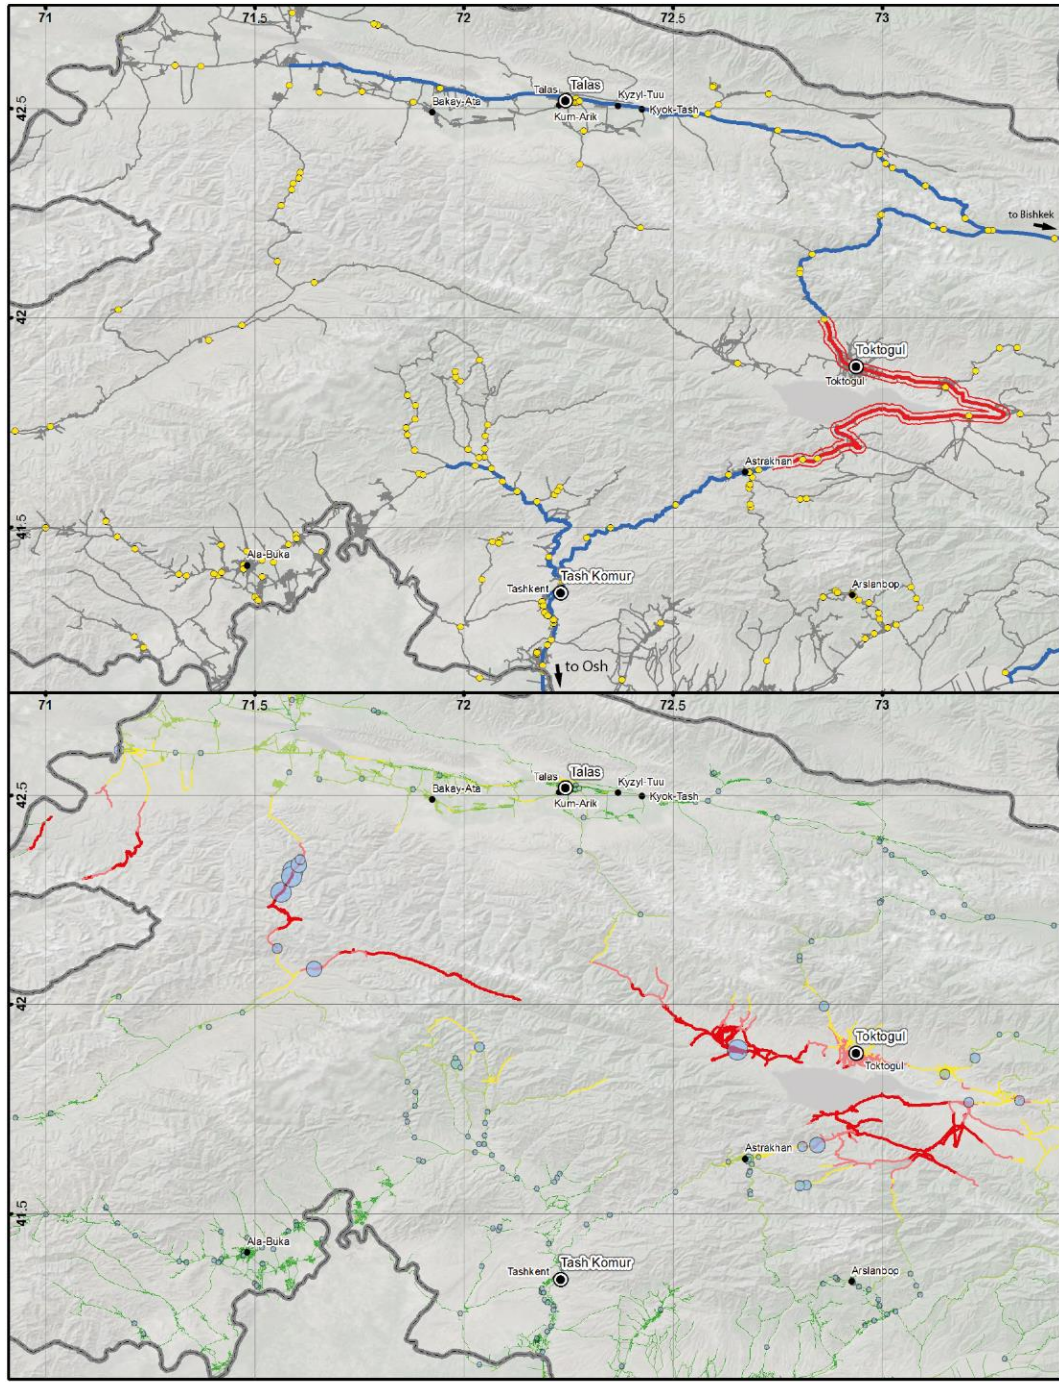 71 71.5 72 72.5 73
42.5
Talas Talas
Kyzyl-Tuu
Bakay-Ata
Kum-Arik
Kyok-Tash
to Bishkek
42
Toktogul
Toktogul
Astrakhan
41.5
Ala-Buka
Tash Komur
Tashkent
Arslanbop
to Osh
71 71.5 72 72.5 73
42.5
Talas Talas
Kyzyl-Tuu
Bakay-Ata
Kum-Arik
Kyok-Tash
42
Toktogul
Toktogul
Astrakhan
41.5
Ala-Buka
Tash Komur
Tashkent
Arslanbop